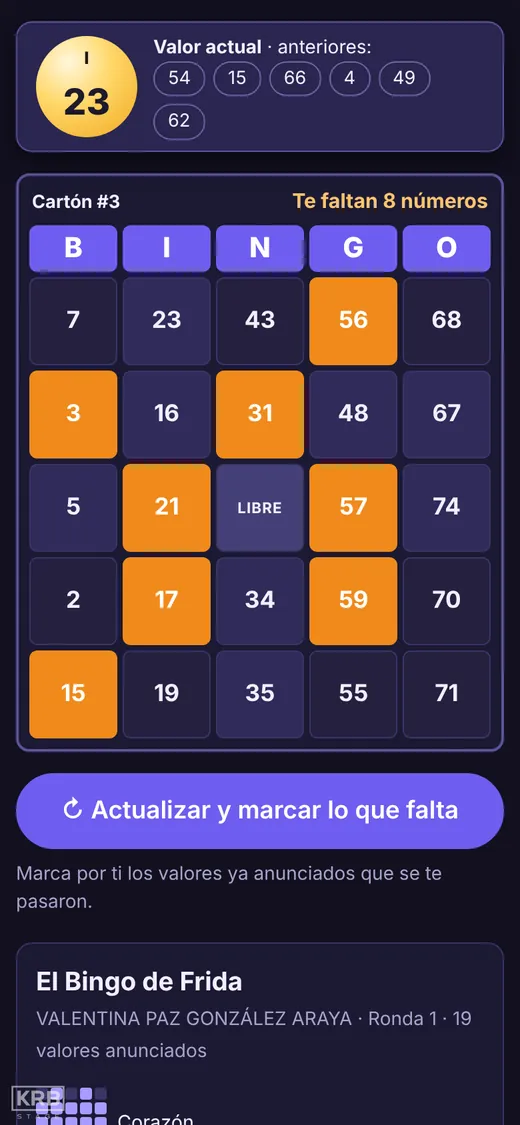 I
23
Valor actual · anteriores:
54 15 66 4 49
62
Cartón #3
Te faltan 8 números
B I N G O
7 23 43 56 68
3 16 31 48 67
5 21 LIBRE 57 74
2 17 34 59 70
15 19 35 55 71
↻ Actualizar y marcar lo que falta
Marca por ti los valores ya anunciados que se te
pasaron.
El Bingo de Frida
VALENTINA PAZ GONZÁLEZ ARAYA · Ronda 1 · 19
valores anunciados
KRB
Corazón